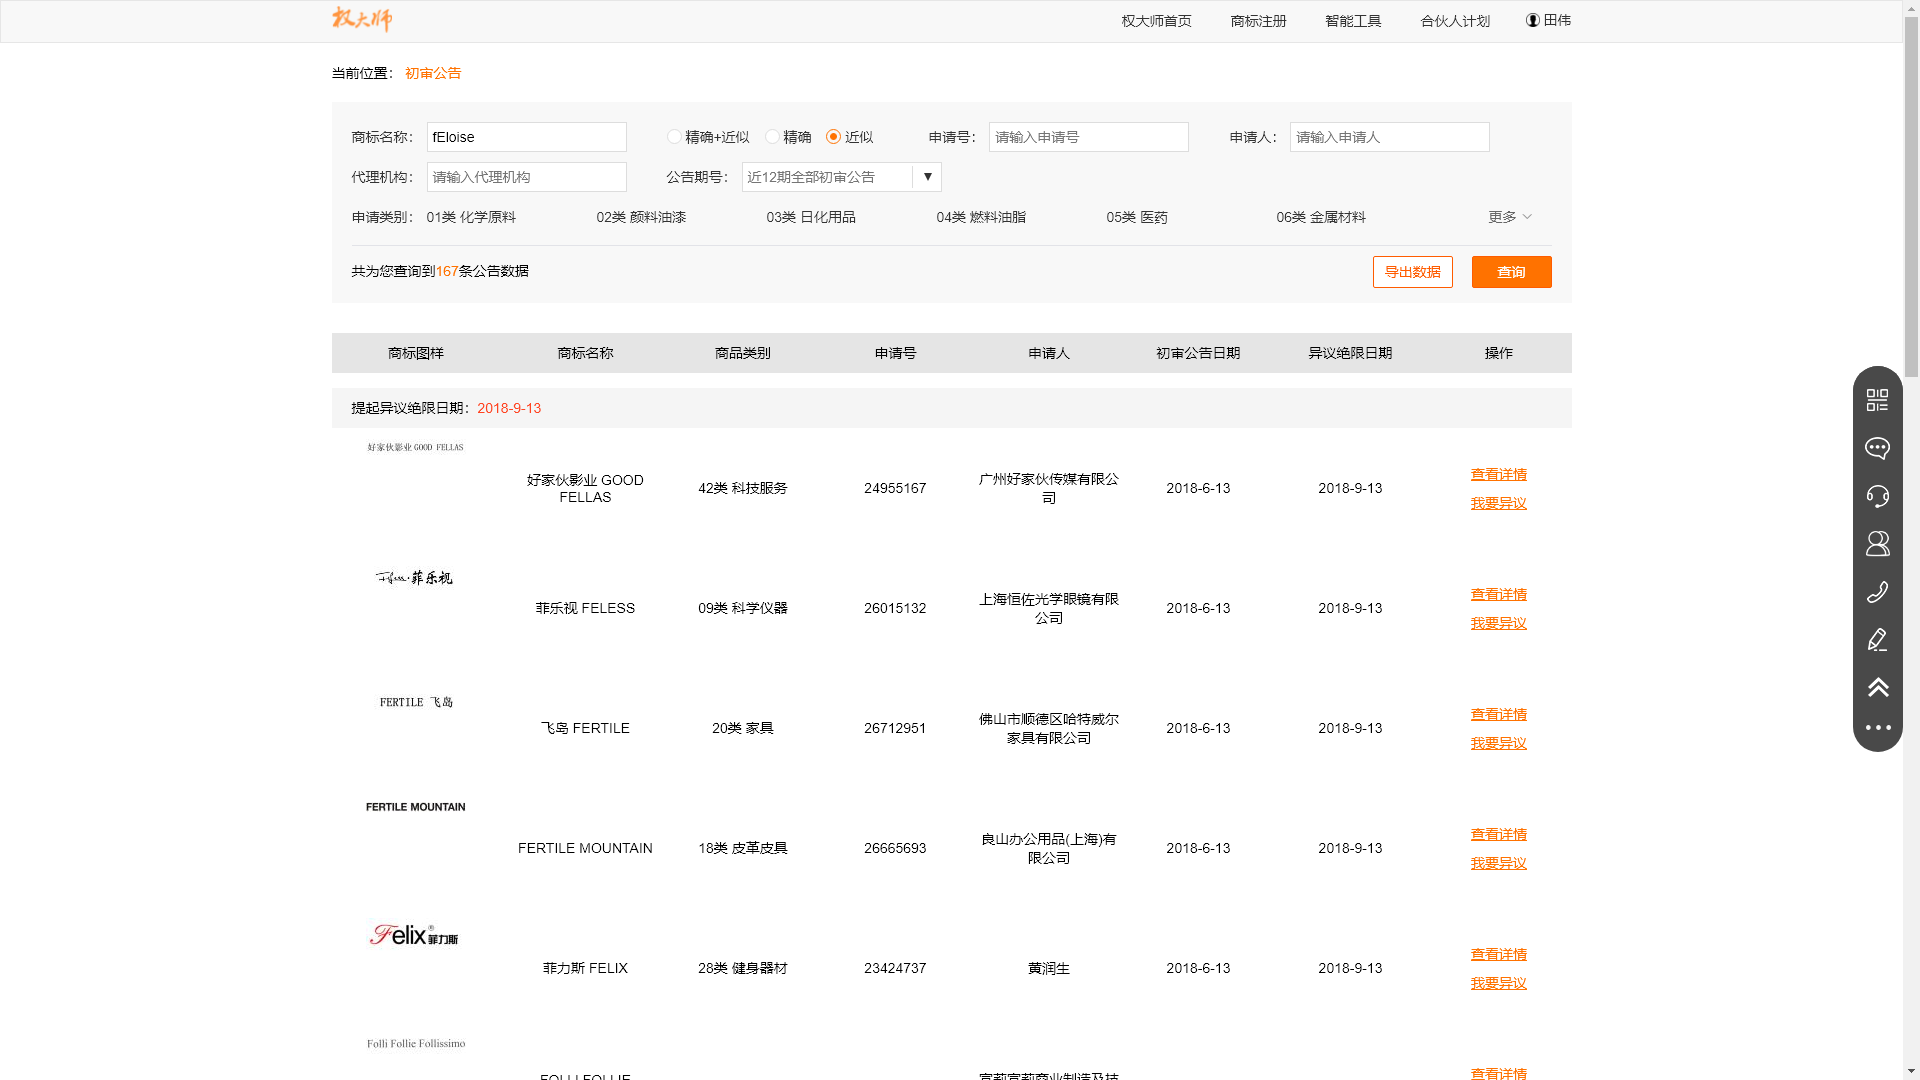 权大师
权大师首页 商标注册 智能工具 合伙人计划 田伟
当前位置： 初审公告
商标名称： fEloise 精确+近似 精确 近似 申请号： 请输入申请号 申请人： 请输入申请人
代理机构： 请输入代理机构 公告期号： 近12期全部初审公告 ▼
申请类别： 01类 化学原料 02类 颜料油漆 03类 日化用品 04类 燃料油脂 05类 医药 06类 金属材料 更多
共为您查询到167条公告数据 导出数据 查询
商标图样 商标名称 商品类别 申请号 申请人 初审公告日期 异议绝限日期 操作
提起异议绝限日期：2018-9-13
好家伙影业 GOOD FELLAS
好家伙影业 GOOD
FELLAS
42类 科技服务 24955167
广州好家伙传媒有限公
司
2018-6-13 2018-9-13
查看详情
我要异议
Feless·菲乐视
菲乐视 FELESS 09类 科学仪器 26015132
上海恒佐光学眼镜有限
公司
2018-6-13 2018-9-13
查看详情
我要异议
FERTILE 飞岛
飞岛 FERTILE 20类 家具 26712951
佛山市顺德区哈特威尔
家具有限公司
2018-6-13 2018-9-13
查看详情
我要异议
FERTILE MOUNTAIN
FERTILE MOUNTAIN 18类 皮革皮具 26665693
良山办公用品(上海)有
限公司
2018-6-13 2018-9-13
查看详情
我要异议
Felix®菲力斯
菲力斯 FELIX 28类 健身器材 23424737 黄润生 2018-6-13 2018-9-13
查看详情
我要异议
Folli Follie Follissimo
FOLLI FOLLIE
查看详情